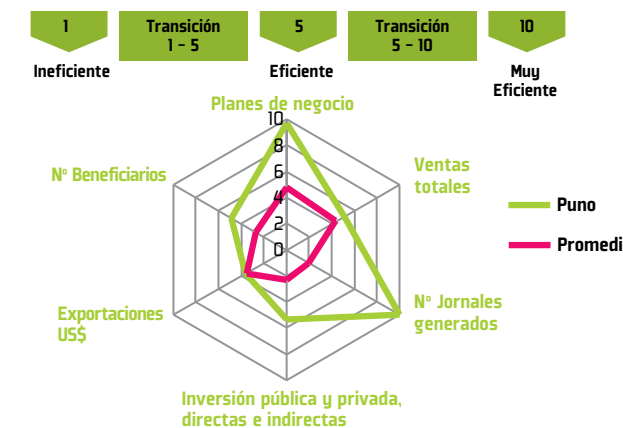 1
Transición
1 - 5
5
Transición
5 - 10
10
Ineficiente
Eficiente
Muy
Eficiente
Planes de negocio
10
8
6
4
2
0
Nº Beneficiarios
Ventas
totales
Puno
Promedi
Exportaciones
US$
Nº Jornales
generados
Inversión pública y privada,
directas e indirectas